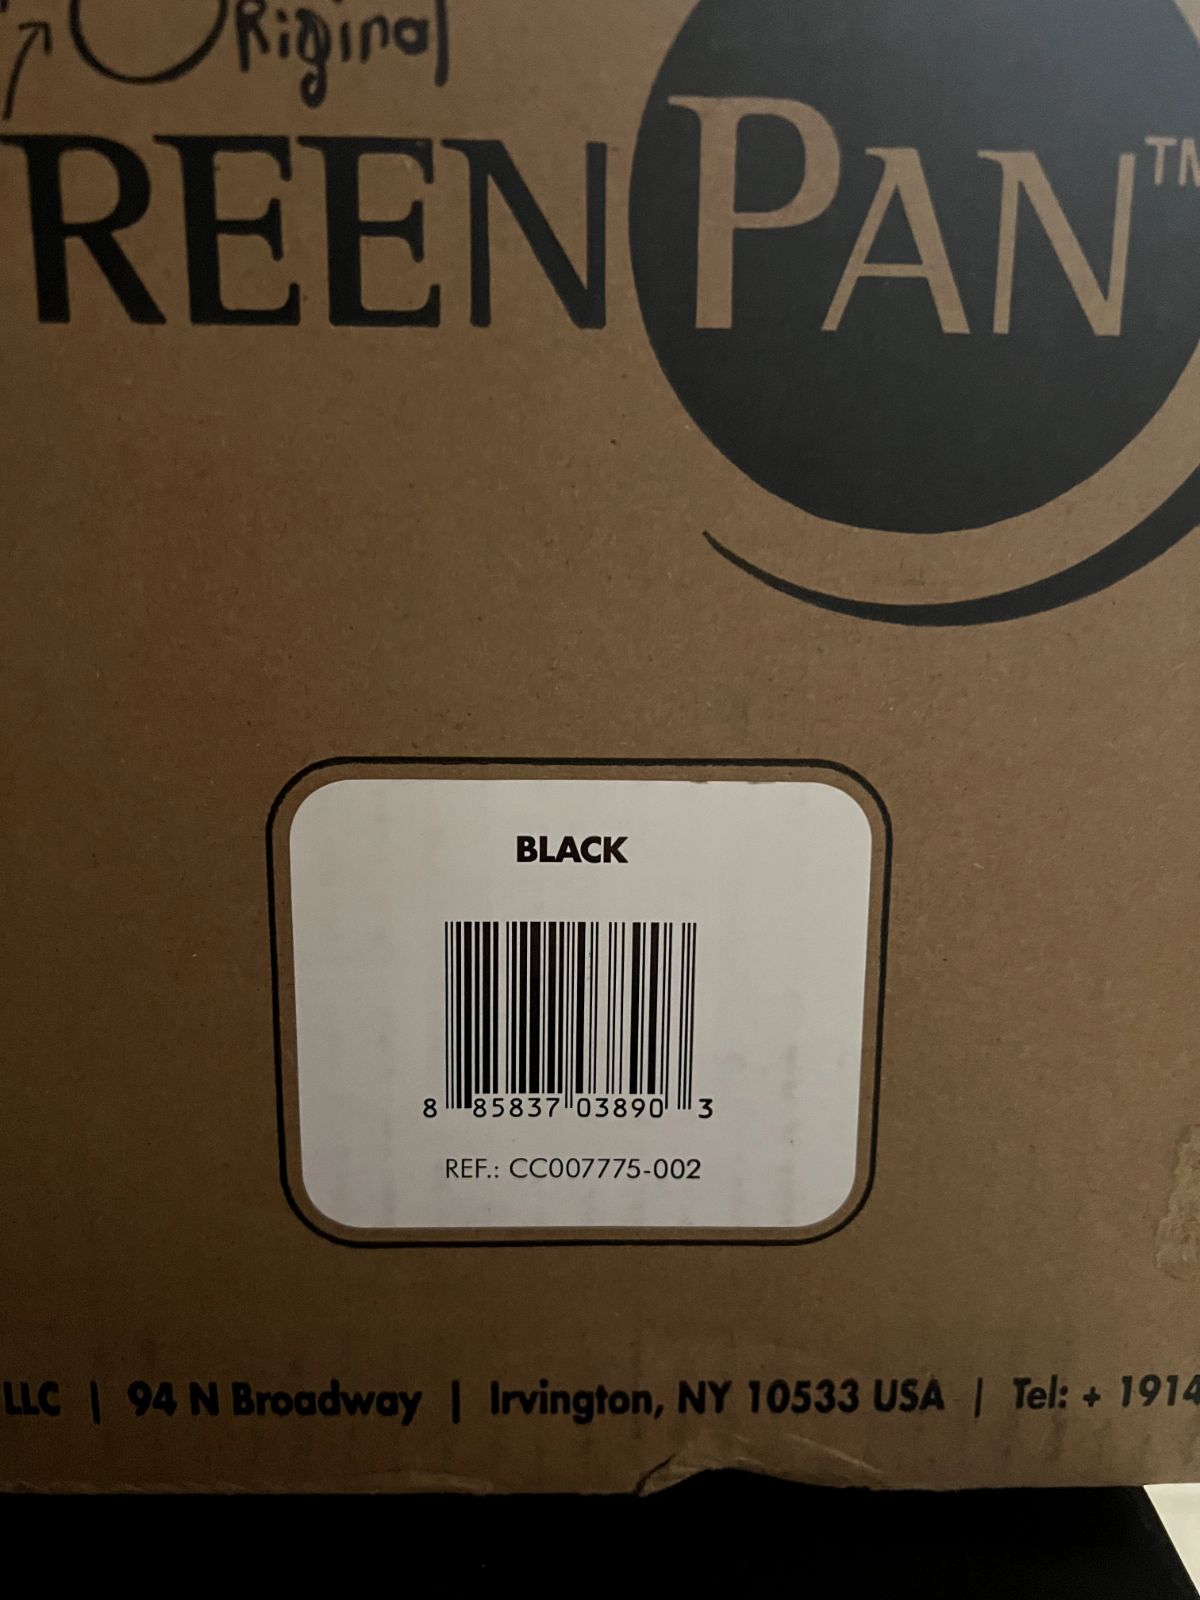 Original
REENPAN™
BLACK
8 85837 03890 3
REF.: CC007775-002
LLC | 94 N Broadway | Irvington, NY 10533 USA | Tel: + 1914